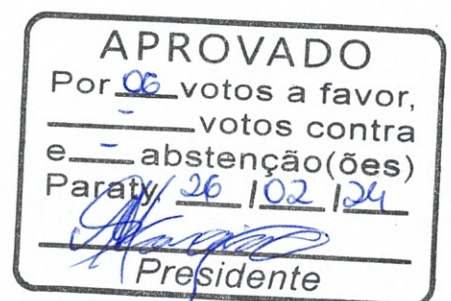 APROVADO
Por 06 votos a favor,
- votos contra
e - abstenção(ões)
Paraty 26 / 02 / 24
Presidente